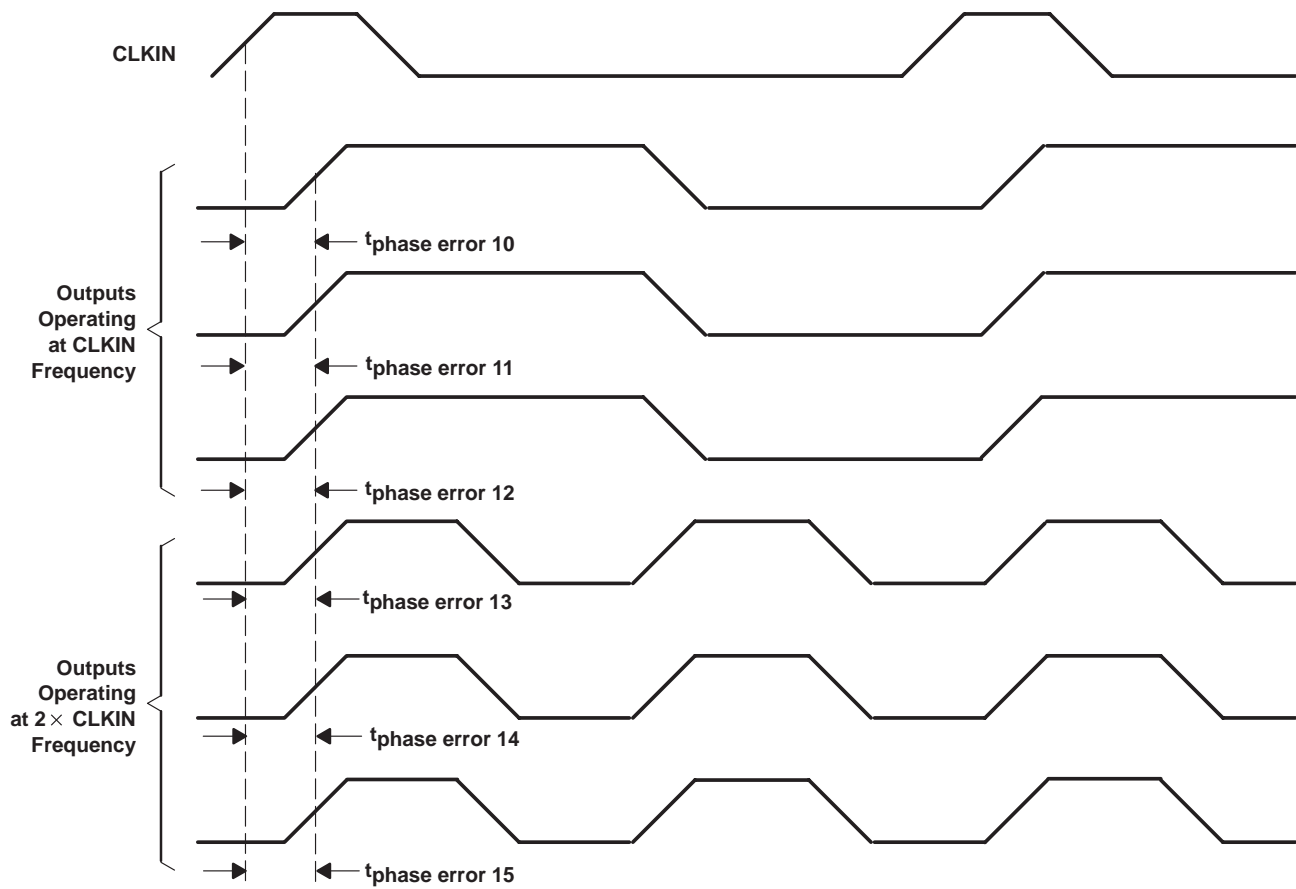 CLKIN
tphase error 10
Outputs
Operating
at CLKIN
Frequency
tphase error 11
tphase error 12
tphase error 13
Outputs
Operating
at 2 × CLKIN
Frequency
tphase error 14
tphase error 15